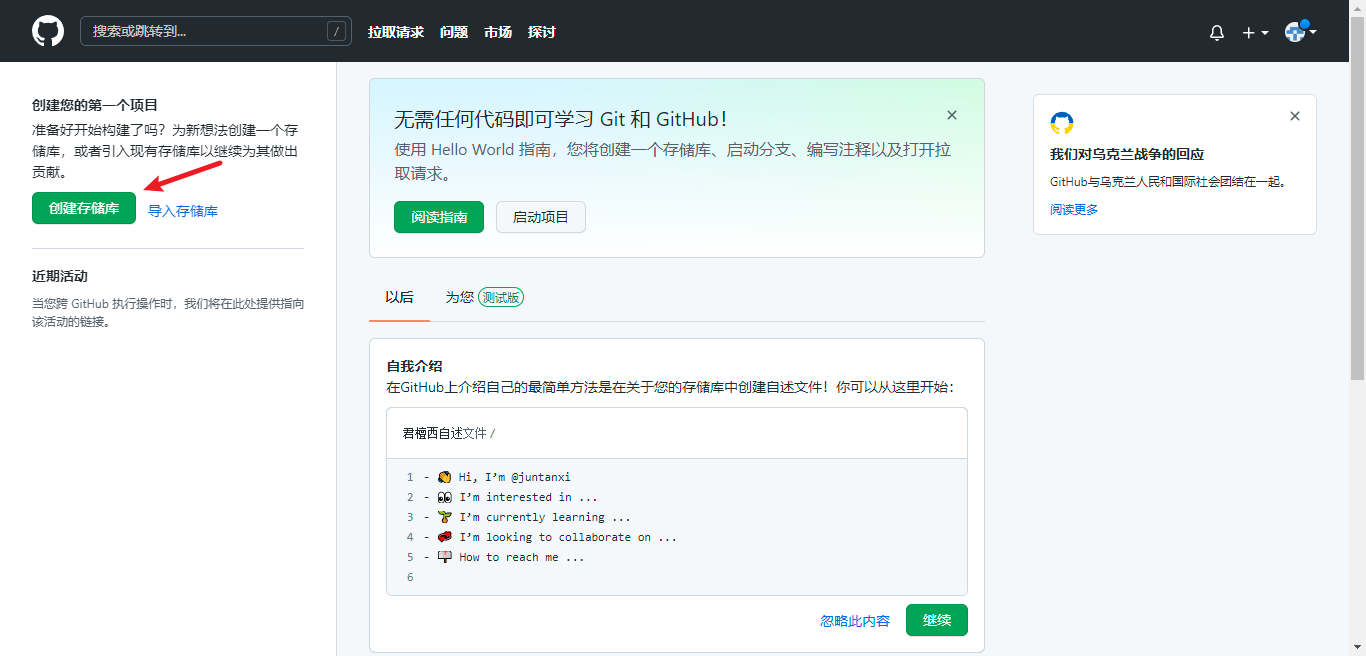 搜索或跳转到... /
拉取请求 问题 市场 探讨
创建您的第一个项目
准备好开始构建了吗？为新想法创建一个存
储库，或者引入现有存储库以继续为其做出
贡献。
创建存储库 导入存储库
近期活动
当您跨 GitHub 执行操作时，我们将在此处提供指向
该活动的链接。
无需任何代码即可学习 Git 和 GitHub！
使用 Hello World 指南，您将创建一个存储库、启动分支、编写注释以及打开拉
取请求。
阅读指南 启动项目
以后 为您 测试版
自我介绍
在GitHub上介绍自己的最简单方法是在关于您的存储库中创建自述文件！你可以从这里开始：
君檀西自述文件 /
1 - 👋 Hi, I’m @juntanxi
2 - 👀 I’m interested in ...
3 - 🌱 I’m currently learning ...
4 - 💞️ I’m looking to collaborate on ...
5 - 📫 How to reach me ...
6
忽略此内容 继续
我们对乌克兰战争的回应
GitHub与乌克兰人民和国际社会团结在一起。
阅读更多